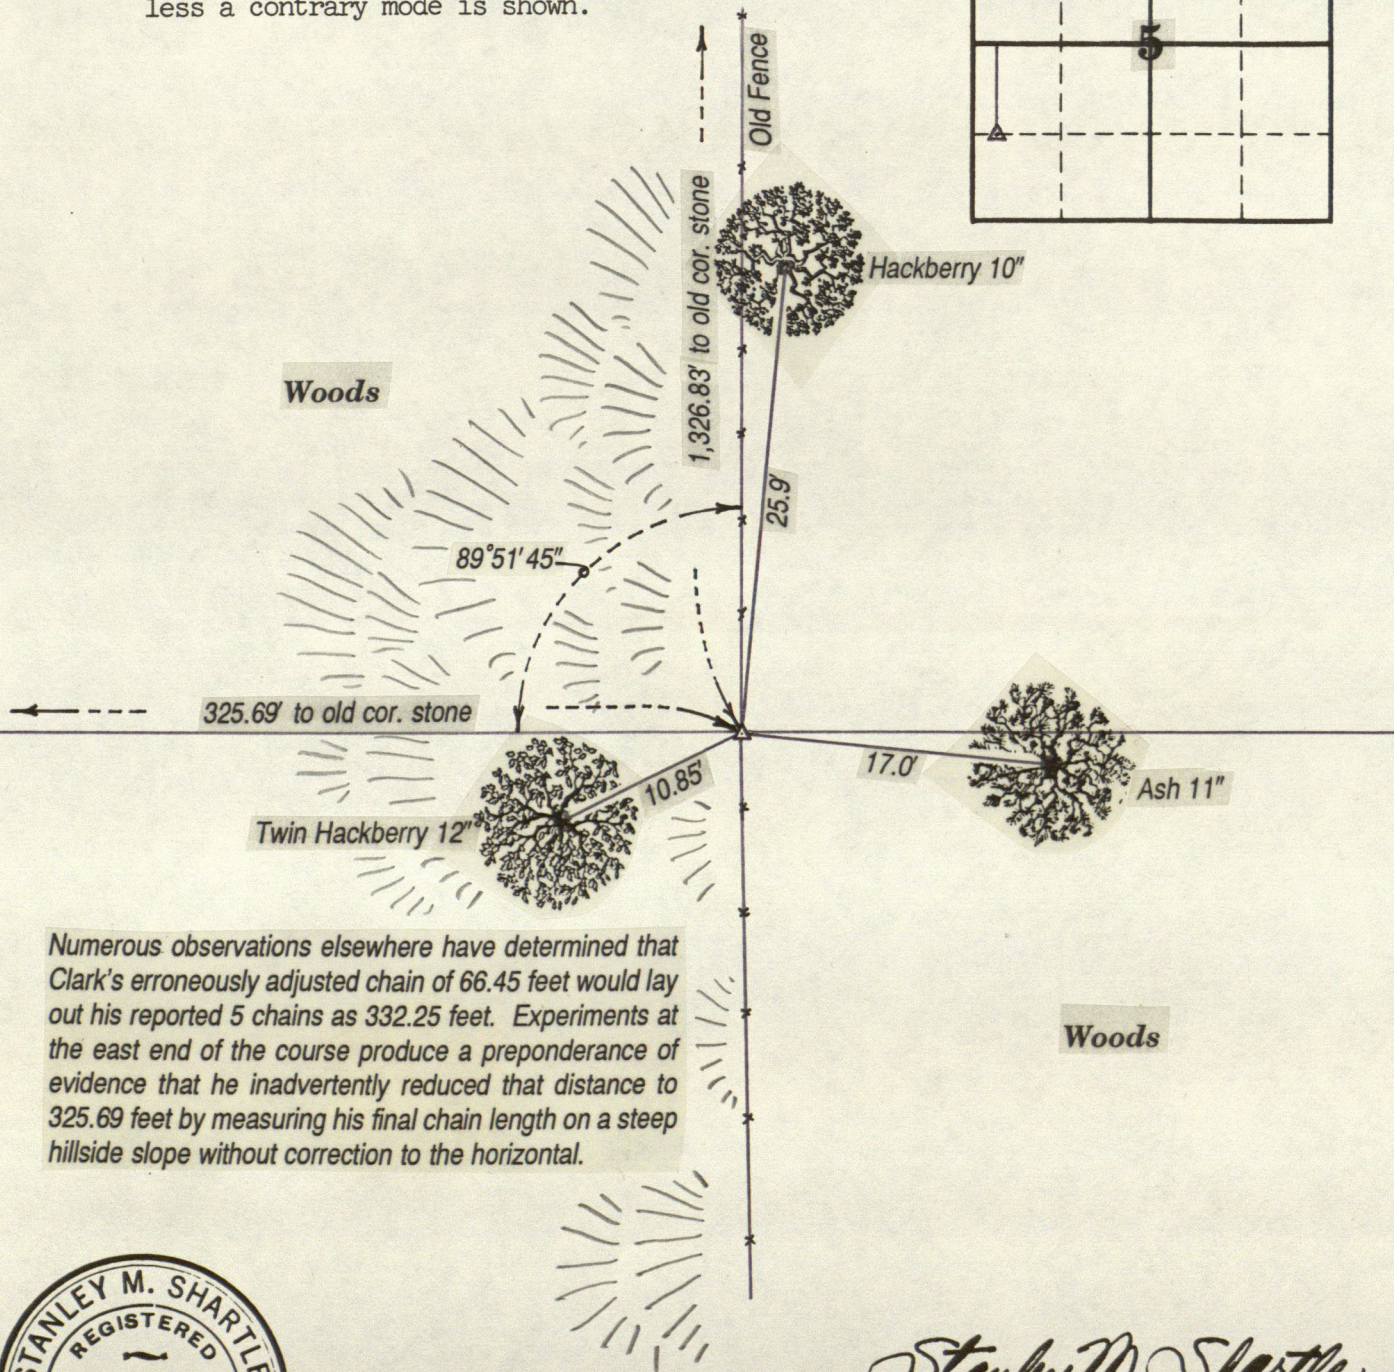 less a contrary mode is shown.
5
Old Fence
1,326.83' to old cor. stone
Hackberry 10"
Woods
25.9'
89°51'45"
325.69' to old cor. stone
17.0'
Ash 11"
10.85'
Twin Hackberry 12"
Numerous observations elsewhere have determined that
Clark's erroneously adjusted chain of 66.45 feet would lay
out his reported 5 chains as 332.25 feet. Experiments at
the east end of the course produce a preponderance of
evidence that he inadvertently reduced that distance to
325.69 feet by measuring his final chain length on a steep
hillside slope without correction to the horizontal.
Woods
STANLEY M. SHARTLE
REGISTERED
Stanley M. Shartle